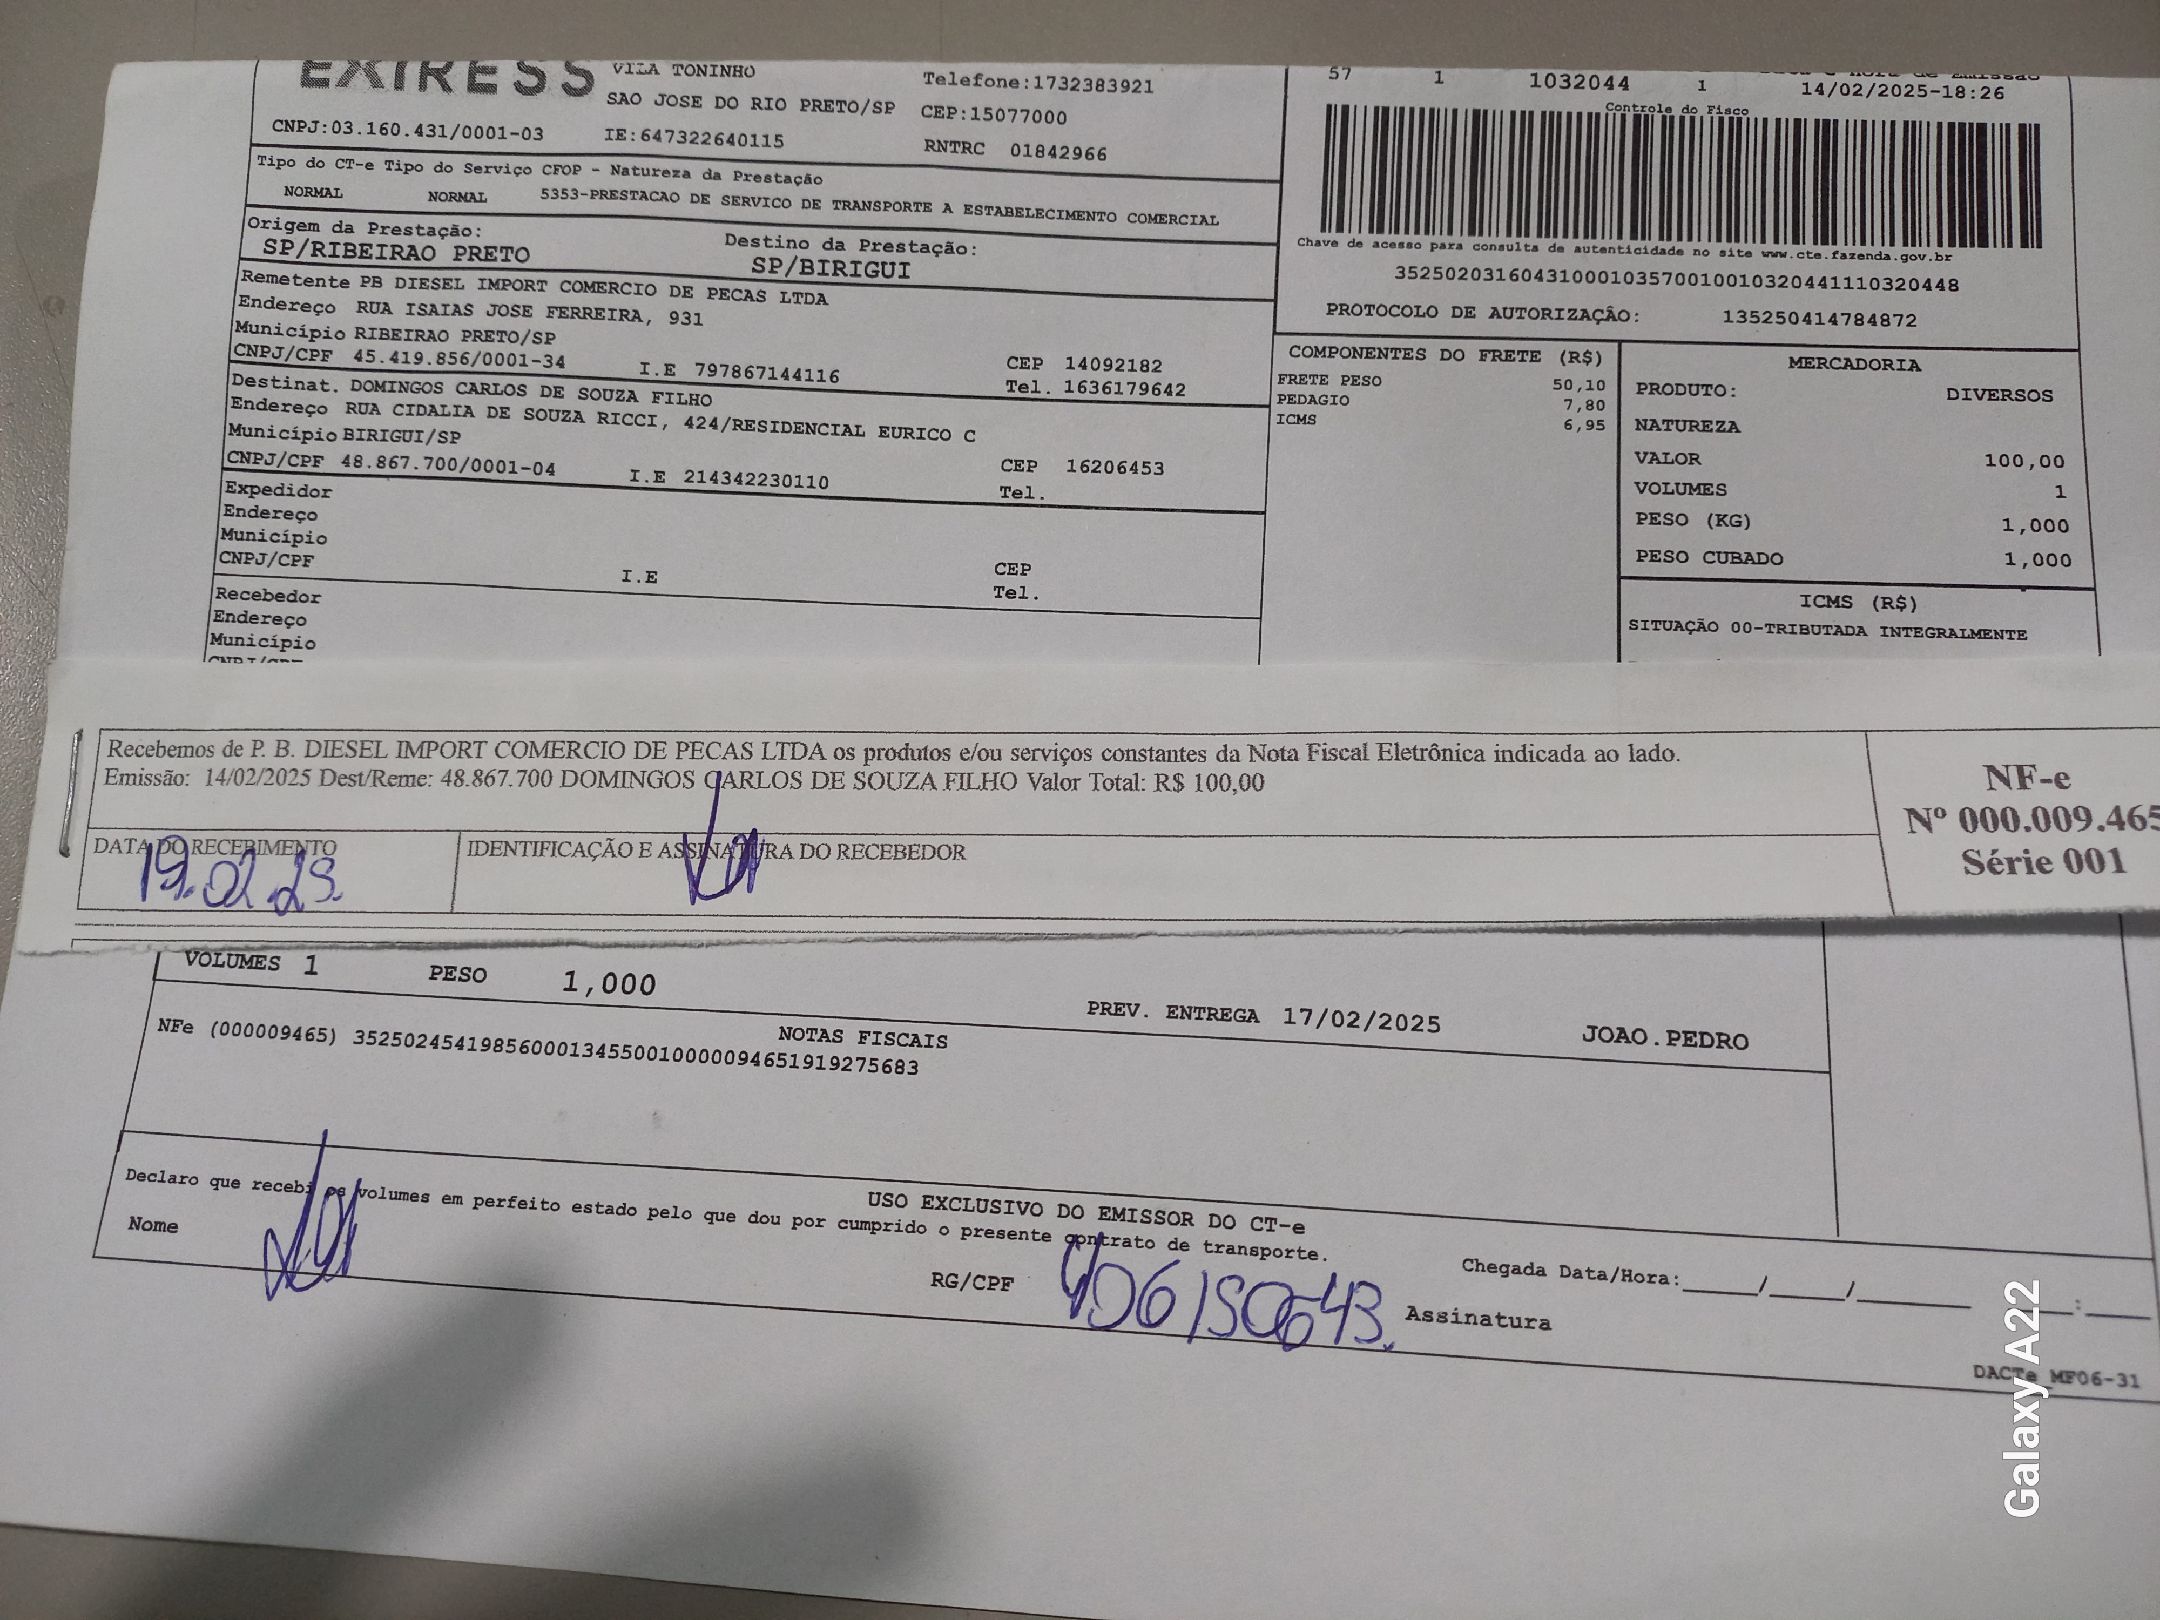 EXTRESS
VILA TONINHO
SAO JOSE DO RIO PRETO/SP
Telefone:1732383921
CEP:15077000
CNPJ:03.160.431/0001-03 IE:647322640115 RNTRC 01842966
Tipo do CT-e Tipo do Serviço CFOP - Natureza da Prestação
NORMAL NORMAL 5353-PRESTACAO DE SERVICO DE TRANSPORTE A ESTABELECIMENTO COMERCIAL
Origem da Prestação: Destino da Prestação:
SP/RIBEIRAO PRETO SP/BIRIGUI
Remetente PB DIESEL IMPORT COMERCIO DE PECAS LTDA
Endereço RUA ISAIAS JOSE FERREIRA, 931
Município RIBEIRAO PRETO/SP CEP 14092182
CNPJ/CPF 45.419.856/0001-34 I.E 797867144116 Tel. 1636179642
Destinat. DOMINGOS CARLOS DE SOUZA FILHO
Endereço RUA CIDALIA DE SOUZA RICCI, 424/RESIDENCIAL EURICO C
Município BIRIGUI/SP CEP 16206453
CNPJ/CPF 48.867.700/0001-04 I.E 214342230110 Tel.
Expedidor
Endereço
Município CEP
CNPJ/CPF I.E Tel.
Recebedor
Endereço
Município
57 1 1032044 1 14/02/2025-18:26
Controle do Fisco
Chave de acesso para consulta de autenticidade no site www.cte.fazenda.gov.br
35250203160431000103570010010320441110320448
PROTOCOLO DE AUTORIZAÇÃO: 135250414784872
COMPONENTES DO FRETE (R$)
FRETE PESO 50,10
PEDAGIO 7,80
ICMS 6,95
MERCADORIA
PRODUTO: DIVERSOS
NATUREZA
VALOR 100,00
VOLUMES 1
PESO (KG) 1,000
PESO CUBADO 1,000
ICMS (R$)
SITUAÇÃO 00-TRIBUTADA INTEGRALMENTE
Recebemos de P. B. DIESEL IMPORT COMERCIO DE PECAS LTDA os produtos e/ou serviços constantes da Nota Fiscal Eletrônica indicada ao lado.
Emissão: 14/02/2025 Dest/Reme: 48.867.700 DOMINGOS CARLOS DE SOUZA FILHO Valor Total: R$ 100,00
DATA DO RECEBIMENTO IDENTIFICAÇÃO E ASSINATURA DO RECEBEDOR
19.02.25.
NF-e
Nº 000.009.465
Série 001
VOLUMES 1 PESO 1,000 PREV. ENTREGA 17/02/2025 JOAO.PEDRO
NOTAS FISCAIS
NFe (000009465) 35250245419856000134550010000094651919275683
USO EXCLUSIVO DO EMISSOR DO CT-e
Declaro que recebi os volumes em perfeito estado pelo que dou por cumprido o presente contrato de transporte.
Nome RG/CPF 406150643. Assinatura Chegada Data/Hora:____/____/______ ____:____
DACTe_MF06-31
Galaxy A22